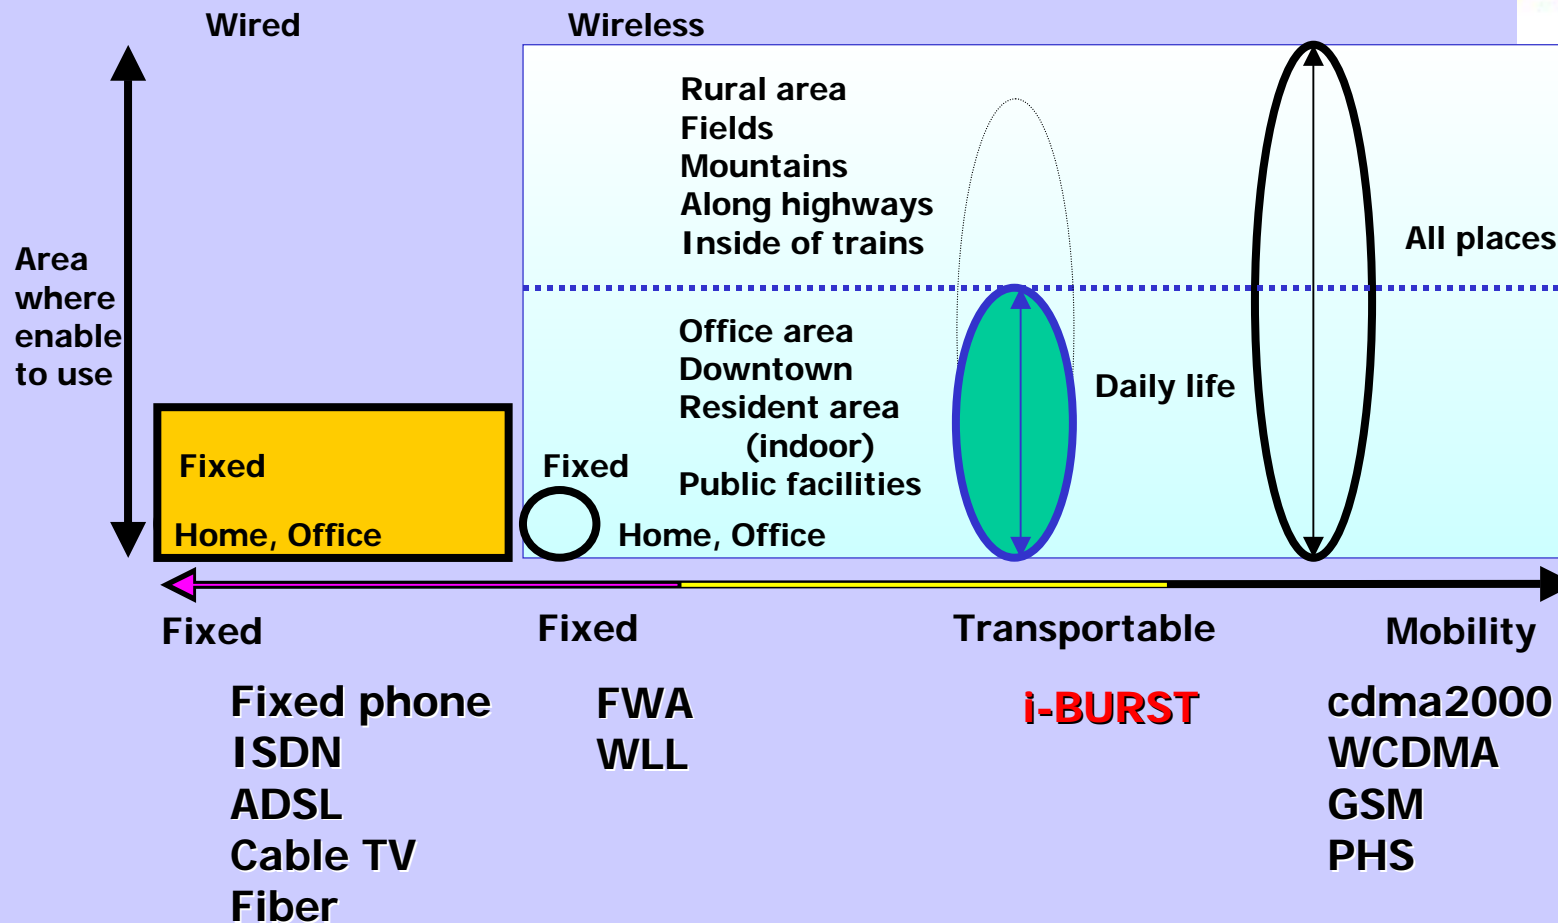 Wired
Wireless
Rural area
Fields
Mountains
Along highways
Inside of trains
All places
Area
where
enable
to use
Office area
Downtown
Resident area
(indoor)
Public facilities
Daily life
Fixed
Home, Office
Fixed
Home, Office
Fixed
Fixed
Transportable
Mobility
Fixed phone
ISDN
ADSL
Cable TV
Fiber
FWA
WLL
i-BURST
cdma2000
WCDMA
GSM
PHS